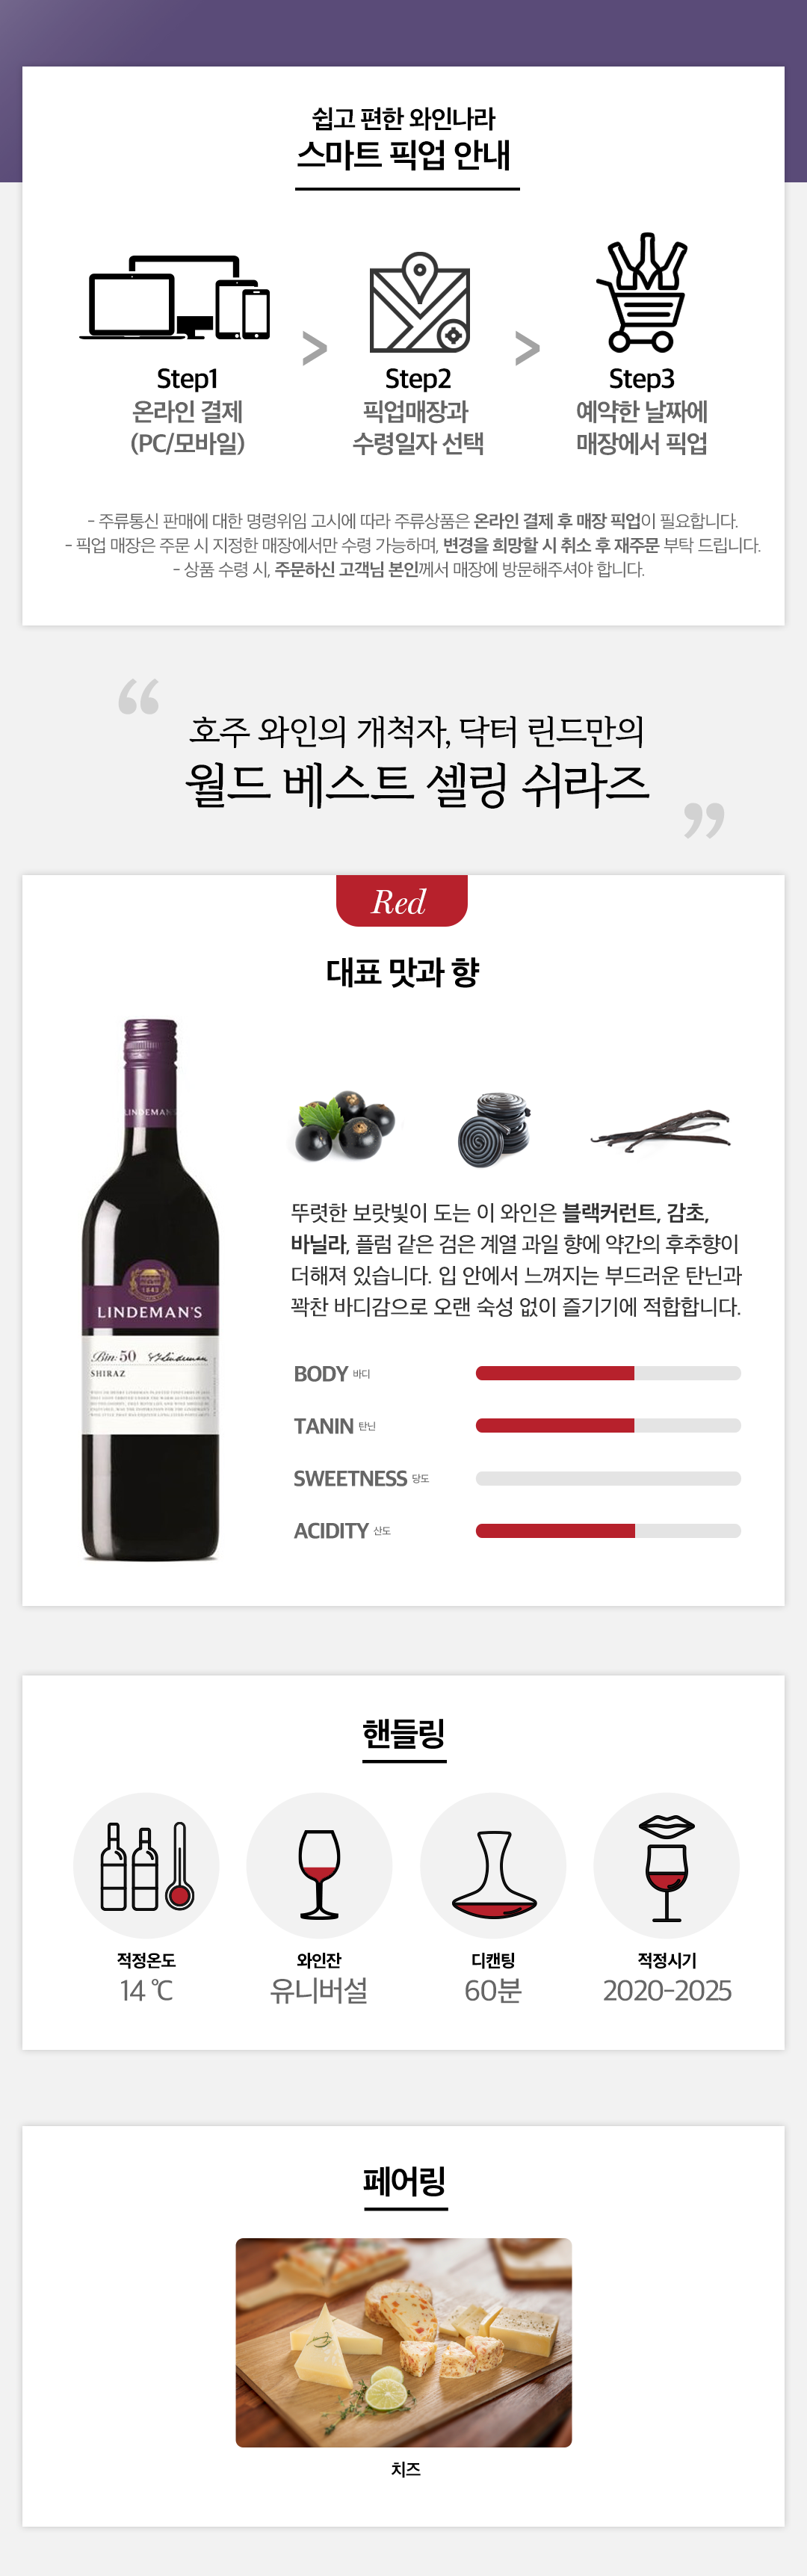 쉽고 편한 와인나라
스마트 픽업 안내
Step1
온라인 결제
(PC/모바일)
>
Step2
픽업매장과
수령일자 선택
>
Step3
예약한 날짜에
매장에서 픽업
- 주류통신 판매에 대한 명령위임 고시에 따라 주류상품은 온라인 결제 후 매장 픽업이 필요합니다.
- 픽업 매장은 주문 시 지정한 매장에서만 수령 가능하며, 변경을 희망할 시 취소 후 재주문 부탁 드립니다.
- 상품 수령 시, 주문하신 고객님 본인께서 매장에 방문해주셔야 합니다.
“
호주 와인의 개척자, 닥터 린드만의
월드 베스트 셀링 쉬라즈
”
Red
대표 맛과 향
LINDEMAN'S
1843
LINDEMAN'S
Bin 50
SHIRAZ
뚜렷한 보랏빛이 도는 이 와인은 블랙커런트, 감초,
바닐라, 플럼 같은 검은 계열 과일 향에 약간의 후추향이
더해져 있습니다. 입 안에서 느껴지는 부드러운 탄닌과
꽉찬 바디감으로 오랜 숙성 없이 즐기기에 적합합니다.
BODY 바디
TANIN 탄닌
SWEETNESS 당도
ACIDITY 산도
핸들링
적정온도
14 ℃
와인잔
유니버설
디캔팅
60분
적정시기
2020-2025
페어링
치즈